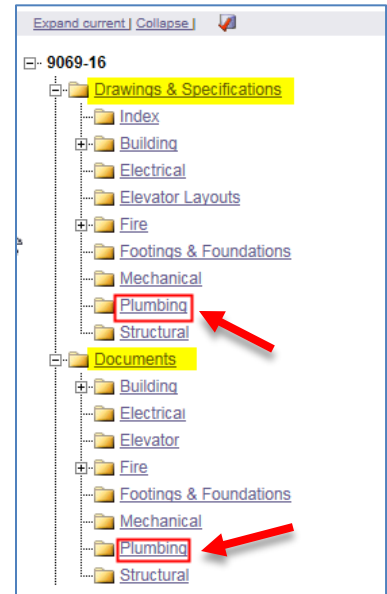 Expand current | Collapse |
9069-16
Drawings & Specifications
Index
Building
Electrical
Elevator Layouts
Fire
Footings & Foundations
Mechanical
Plumbing
Structural
Documents
Building
Electrical
Elevator
Fire
Footings & Foundations
Mechanical
Plumbing
Structural